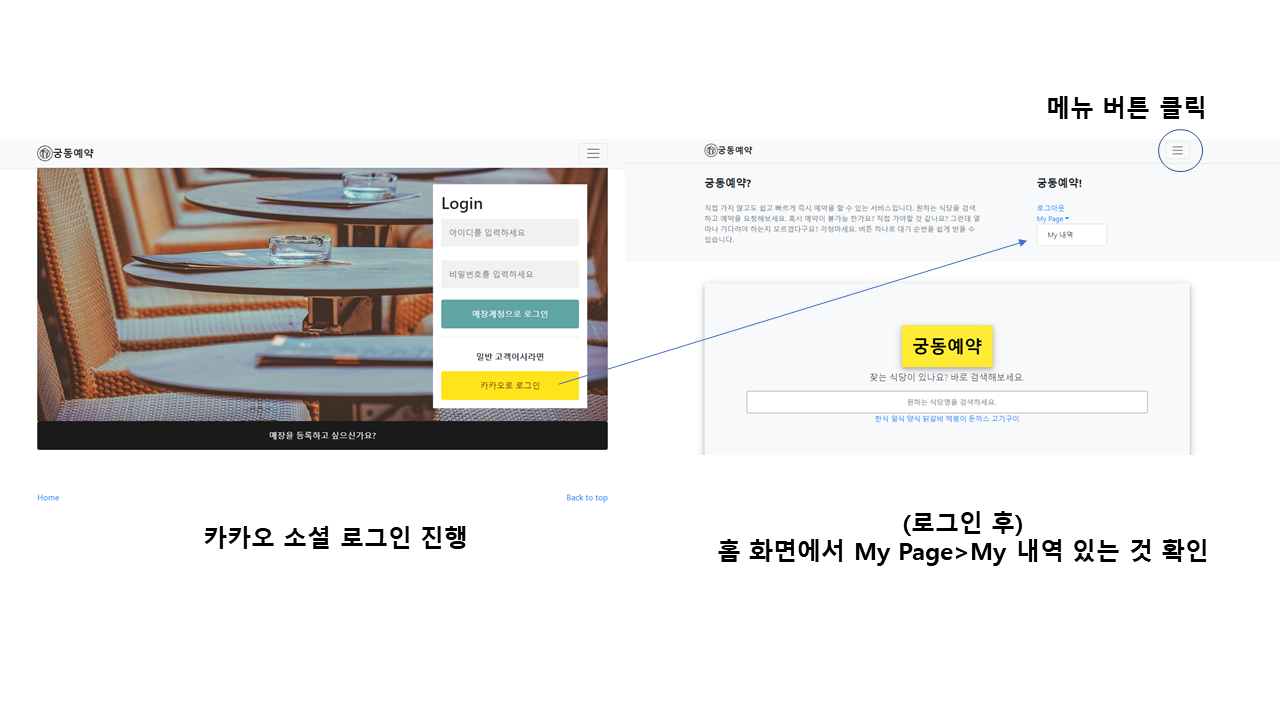 메뉴 버튼 클릭
궁동예약
Login
아이디를 입력하세요
비밀번호를 입력하세요
매장계정으로 로그인
일반 고객이시라면
카카오로 로그인
매장을 등록하고 싶으신가요?
Home
Back to top
카카오 소셜 로그인 진행
궁동예약
궁동예약?
직접 가지 않고도 쉽고 빠르게 즉시 예약을 할 수 있는 서비스입니다. 원하는 식당을 검색
하고 예약을 요청해보세요. 혹시 예약이 불가능 한가요? 직접 가야할 것 같나요? 그런데 얼
마나 기다려야 하는지 모르겠다구요? 걱정마세요, 버튼 하나로 대기 순번을 쉽게 받을 수
있습니다.
궁동예약!
로그아웃
My Page
My 내역
궁동예약
찾는 식당이 있나요? 바로 검색해보세요.
원하는 식당명을 검색하세요.
한식 일식 양식 닭갈비 떡볶이 돈까스 고기구이
(로그인 후)
홈 화면에서 My Page>My 내역 있는 것 확인